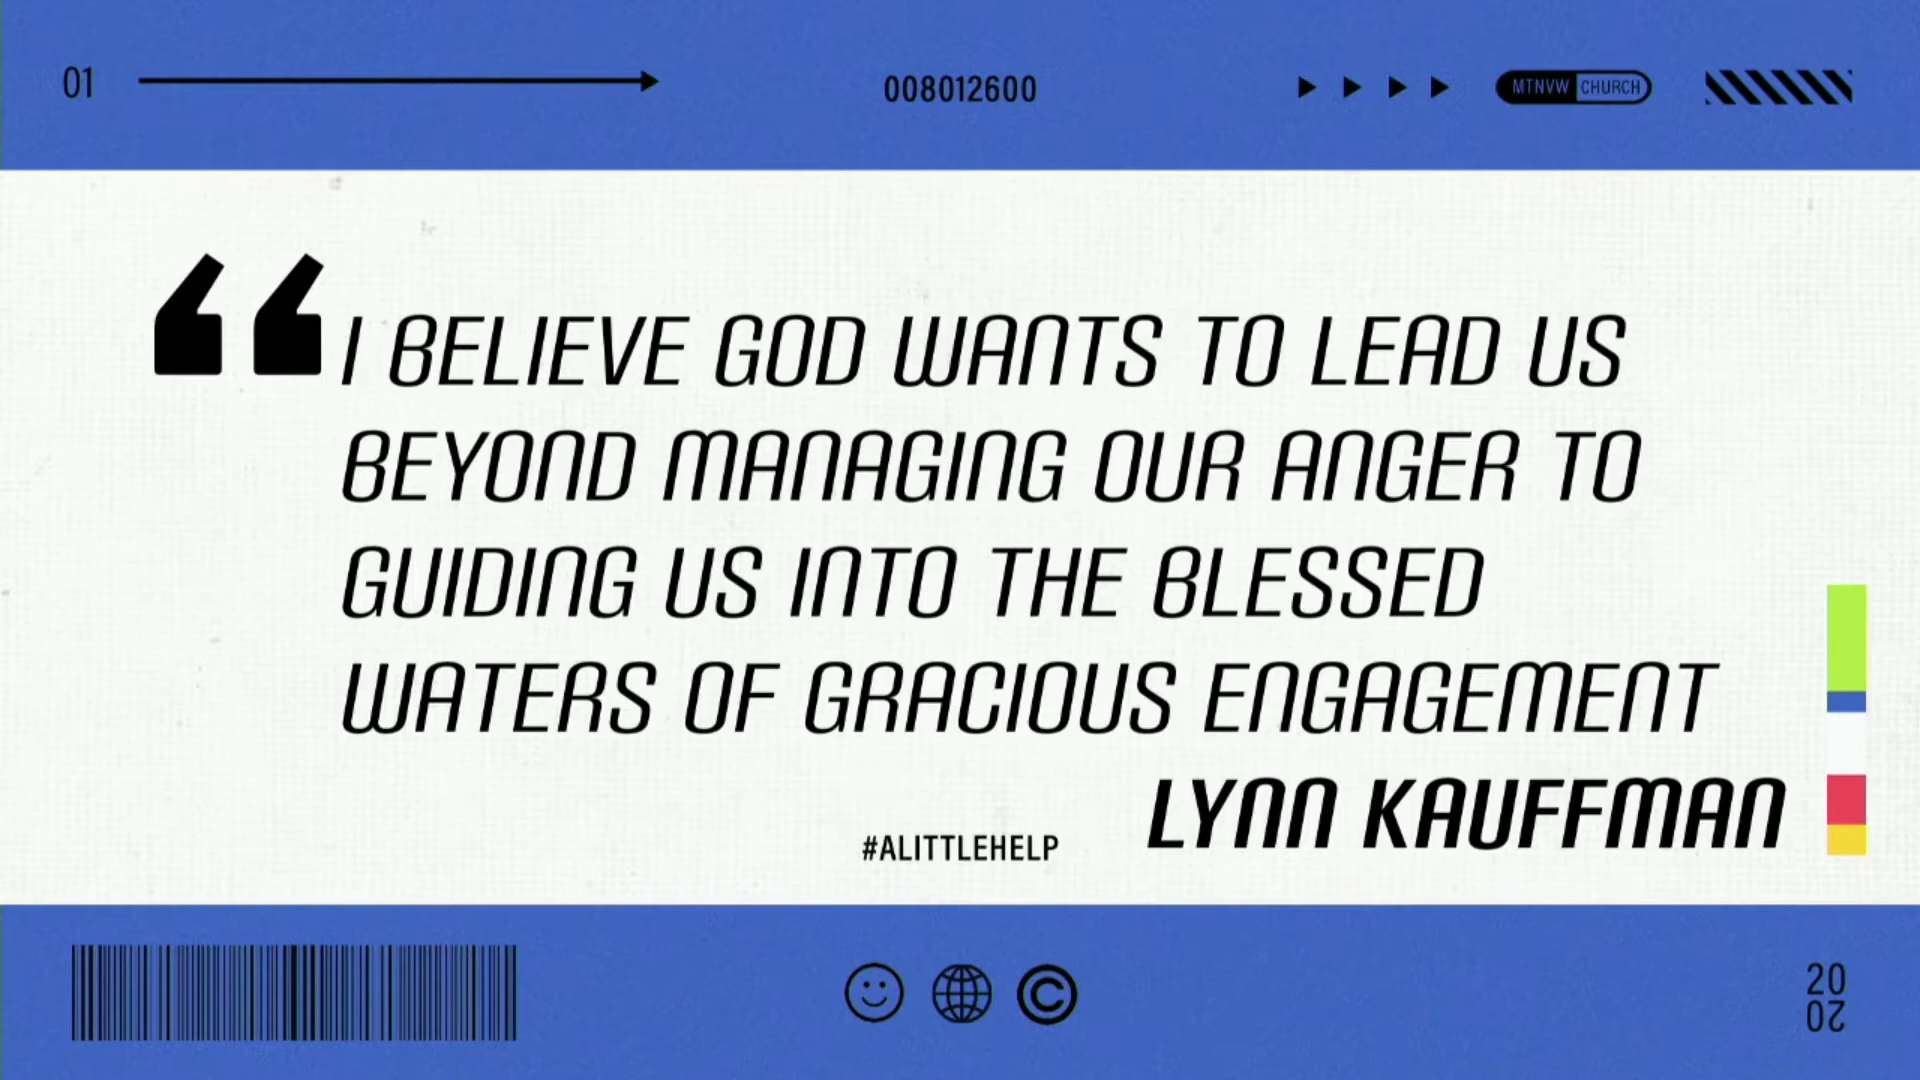 01
008012600
MTNVW CHURCH
“I BELIEVE GOD WANTS TO LEAD US
BEYOND MANAGING OUR ANGER TO
GUIDING US INTO THE BLESSED
WATERS OF GRACIOUS ENGAGEMENT
LYNN KAUFFMAN
#ALITTLEHELP
©
20
20